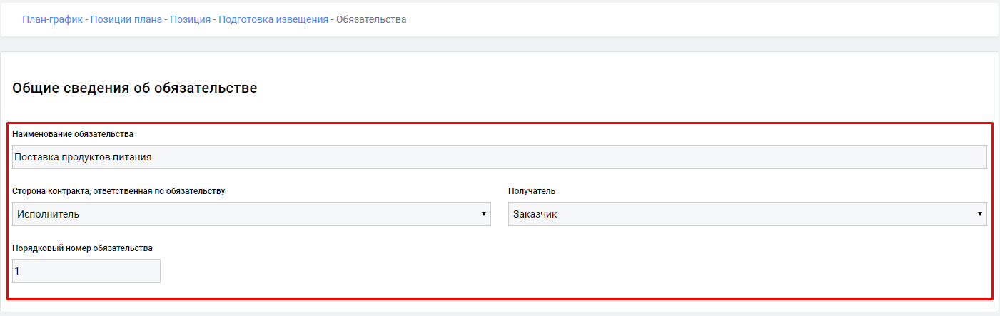 План-график - Позиции плана - Позиция - Подготовка извещения - Обязательства
Общие сведения об обязательстве
Наименование обязательства
Поставка продуктов питания
Сторона контракта, ответственная по обязательству
Получатель
Исполнитель
Заказчик
Порядковый номер обязательства
1